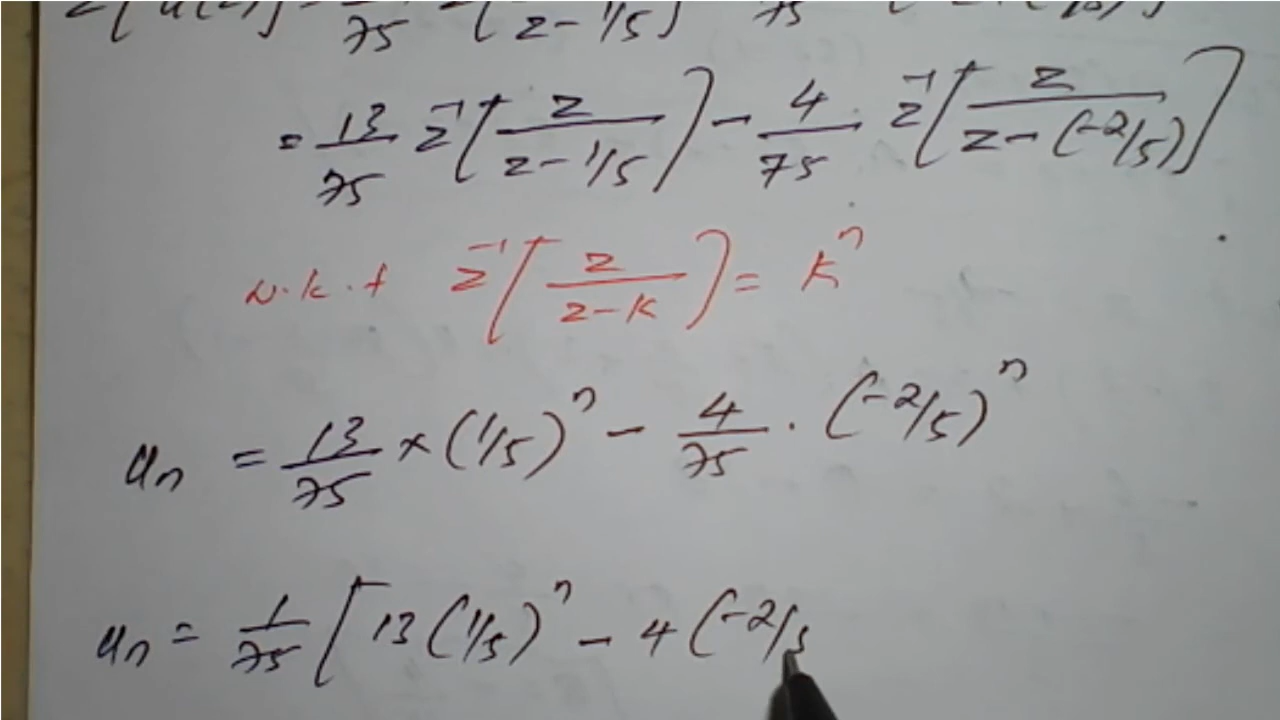 = 13/75 z⁻¹[z/(z - 1/5)] - 4/75 z⁻¹[z/(z - (-2/5))]
w.k.t z⁻¹[z/(z - k)] = kⁿ
uₙ = 13/75 × (1/5)ⁿ - 4/75 · (-2/5)ⁿ
uₙ = 1/75 [13 (1/5)ⁿ - 4 (-2/5